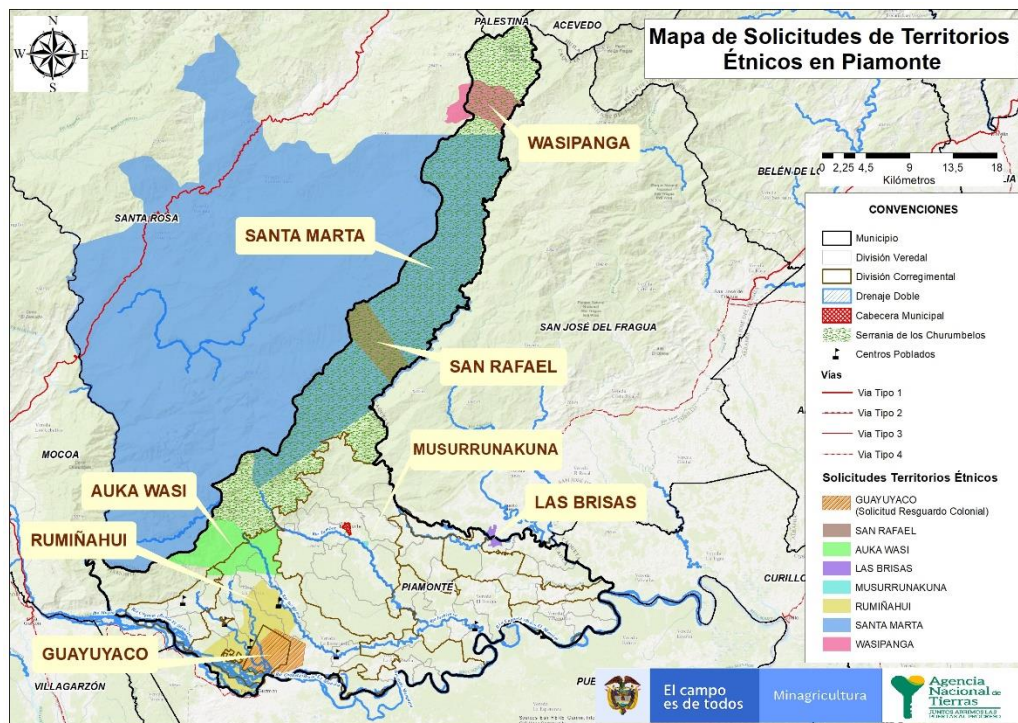 Mapa de Solicitudes de Territorios
Étnicos en Piamonte
N
W
E
S
PALESTINA
ACEVEDO
WASIPANGA
BELÉN DE LO
0 2,25 4,5 9 13,5 18
Kilómetros
SANTA ROSA
SANTA MARTA
SAN JOSÉ DEL FRAGUA
SAN RAFAEL
MUSURRUNAKUNA
MOCOA
AUKA WASI
LAS BRISAS
RUMIÑAHUI
PIAMONTE
CURILLO
GUAYUYACO
VILLAGARZÓN
CONVENCIONES
Municipio
División Veredal
División Corregimental
Drenaje Doble
Cabecera Municipal
Serrania de los Churumbelos
Centros Poblados
Vías
Via Tipo 1
Via Tipo 2
Via Tipo 3
Via Tipo 4
Solicitudes Territorios Étnicos
GUAYUYACO
(Solicitud Resguardo Colonial)
SAN RAFAEL
AUKA WASI
LAS BRISAS
MUSURRUNAKUNA
RUMIÑAHUI
SANTA MARTA
WASIPANGA
El campo
es de todos
Minagricultura
Agencia
Nacional de
Tierras